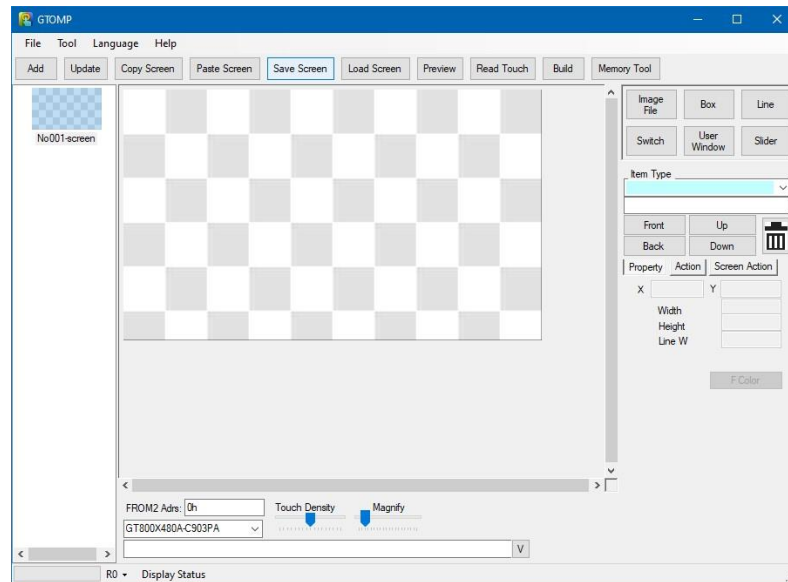 GTOMP
File Tool Language Help
Add Update Copy Screen Paste Screen Save Screen Load Screen Preview Read Touch Build Memory Tool
No001-screen
Image File Box Line
Switch User Window Slider
Item Type
Front Up
Back Down
Property Action Screen Action
X Y
Width
Height
Line W
F Color
FROM2 Adrs: 0h Touch Density Magnify
GT800X480A-C903PA
V
R0 Display Status